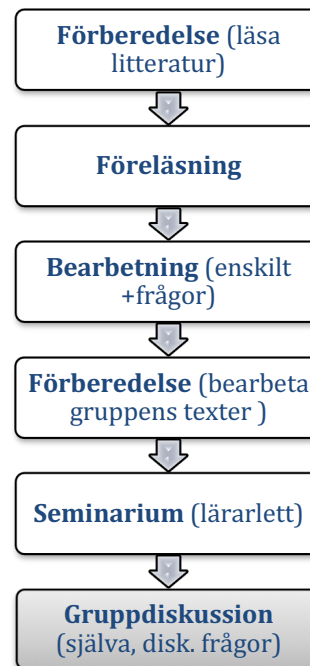 Förberedelse (läsa
litteratur)
Föreläsning
Bearbetning (enskilt
+frågor)
Förberedelse (bearbeta
gruppens texter )
Seminarium (lärarlett)
Gruppdiskussion
(själva, disk. frågor)